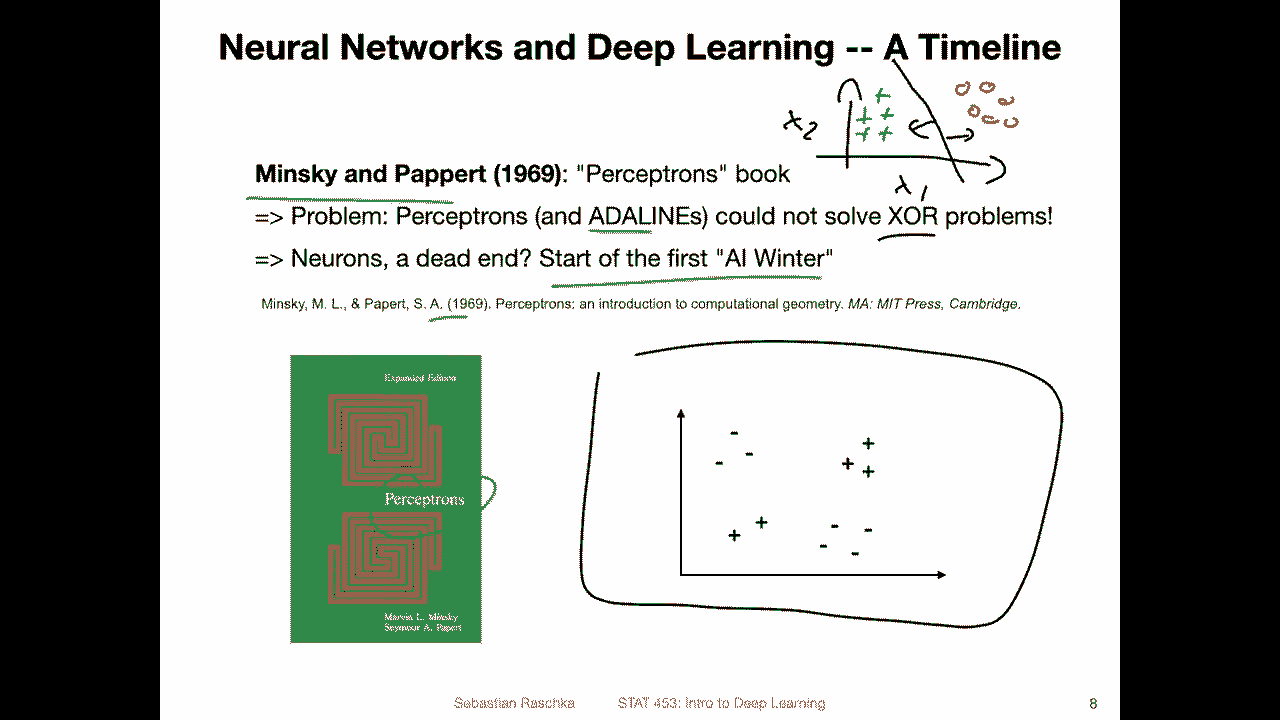 Neural Networks and Deep Learning -- A Timeline
x2
x1
Minsky and Pappert (1969): "Perceptrons" book
=> Problem: Perceptrons (and ADALINEs) could not solve XOR problems!
=> Neurons, a dead end? Start of the first "AI Winter"
Minsky, M. L., & Papert, S. A. (1969). Perceptrons: an introduction to computational geometry. MA: MIT Press, Cambridge.
Expanded Edition
Perceptrons
Marvin L. Minsky
Seymour A. Papert
Sebastian Raschka STAT 453: Intro to Deep Learning 8